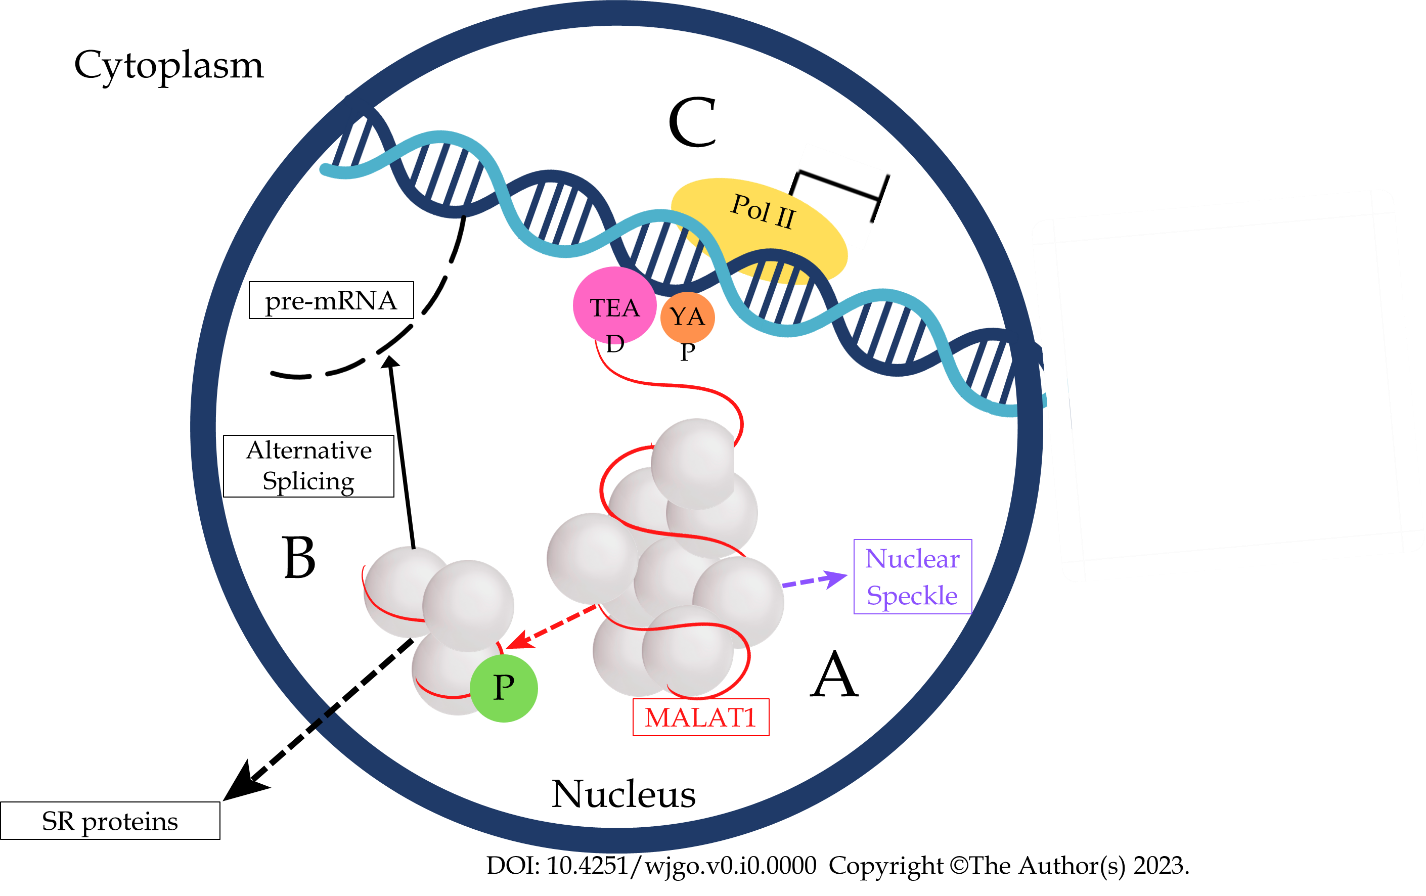 Cytoplasm
C
Pol II
pre-mRNA
TEA
D
YA
P
Alternative
Splicing
B
Nuclear
Speckle
A
P
MALAT1
Nucleus
SR proteins
DOI: 10.4251/wjgo.v0.i0.0000 Copyright ©The Author(s) 2023.